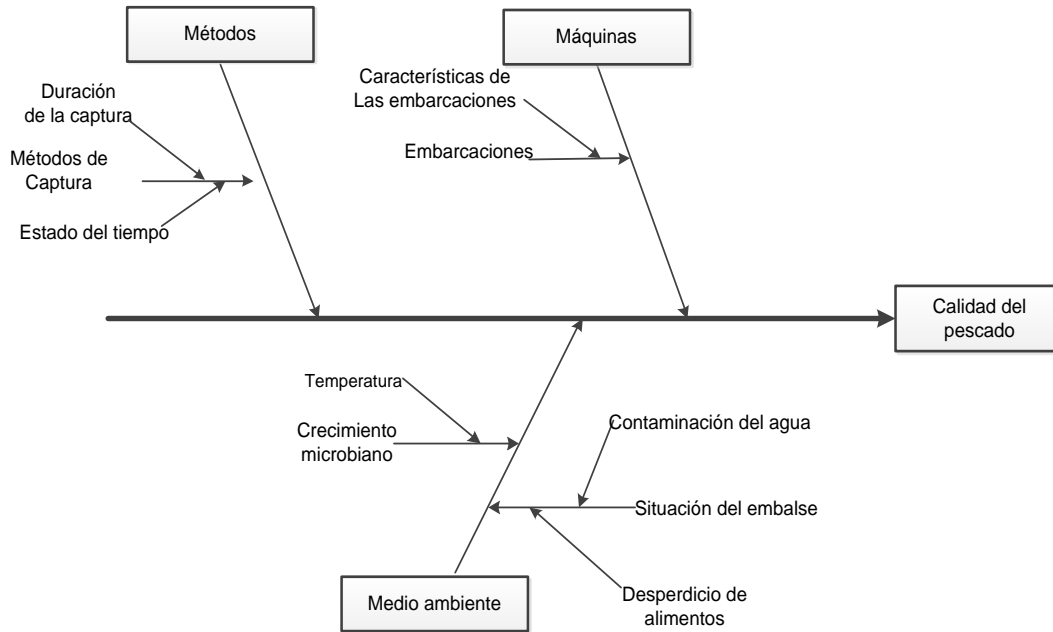 Métodos
Máquinas
Duración
de la captura
Métodos de
Captura
Estado del tiempo
Características de
Las embarcaciones
Embarcaciones
Calidad del
pescado
Temperatura
Crecimiento
microbiano
Contaminación del agua
Situación del embalse
Desperdicio de
alimentos
Medio ambiente